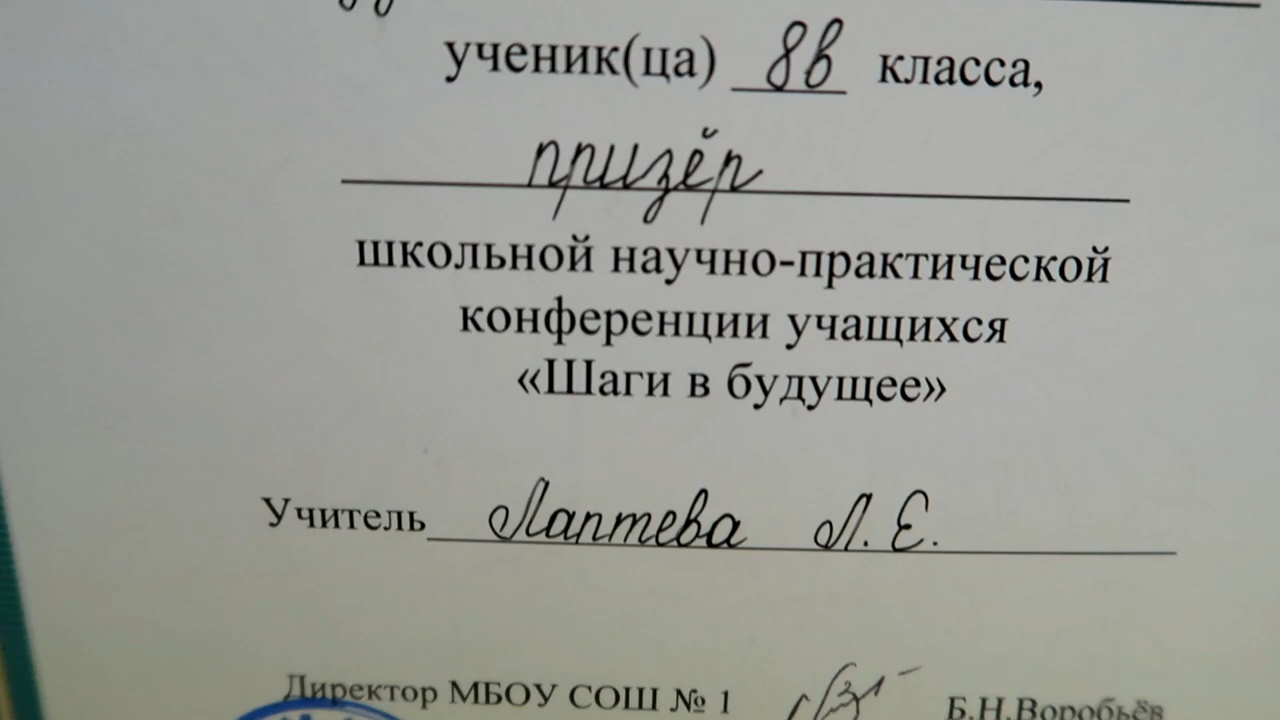 ученик(ца) 8в класса,
призёр
школьной научно-практической
конференции учащихся
«Шаги в будущее»
Учитель Лаптева Л. Е.
Директор МБОУ СОШ № 1 Б.Н.Воробьёв